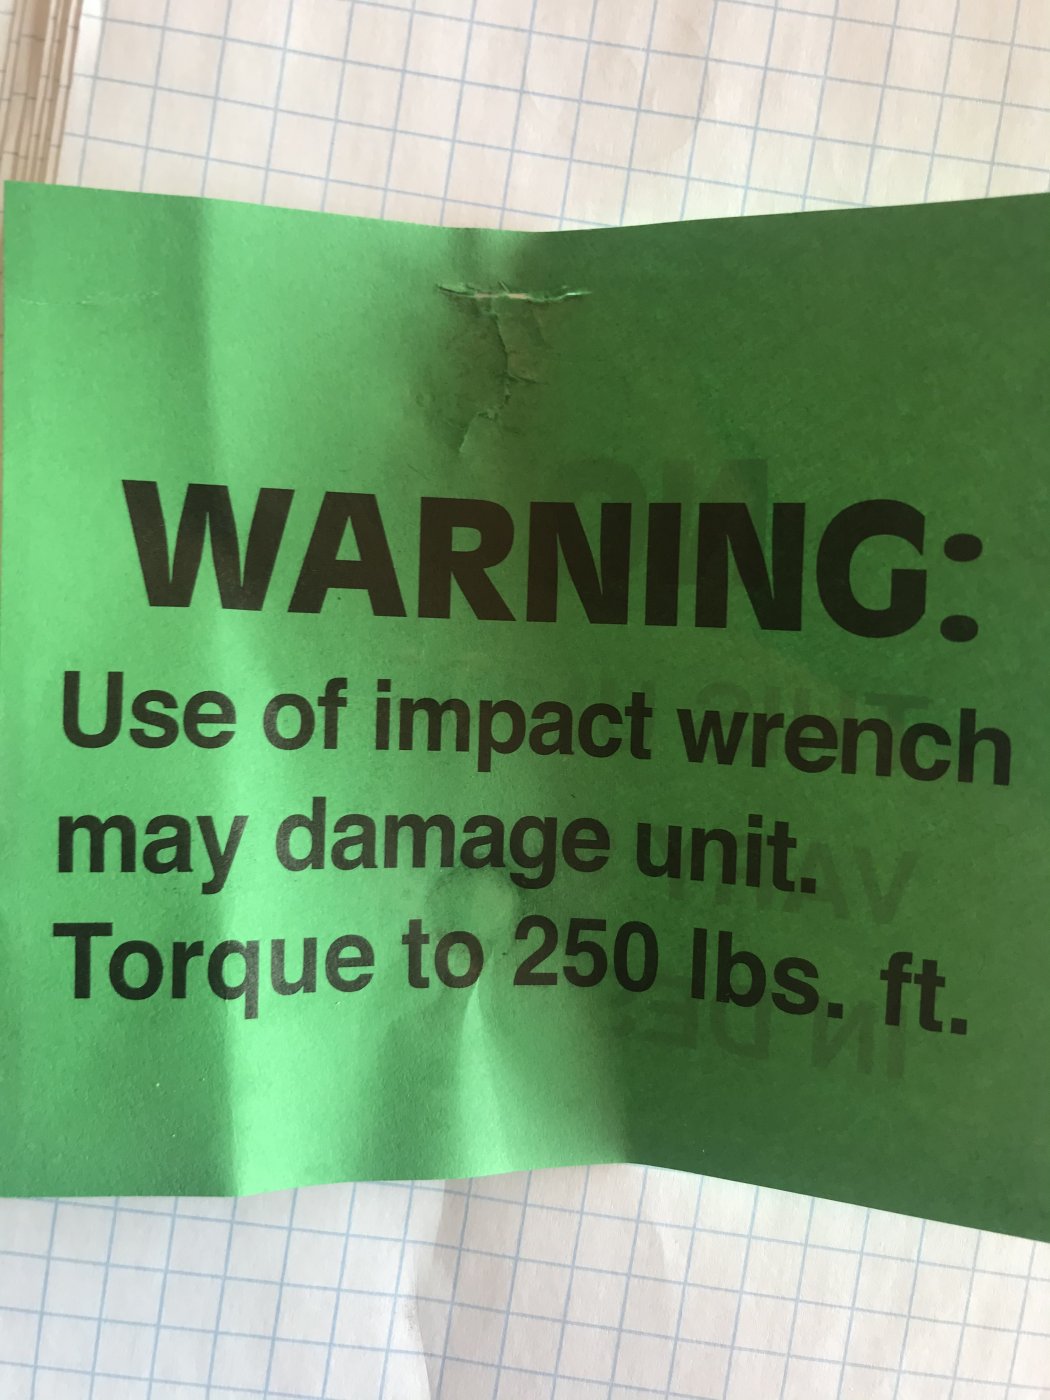 WARNING:
Use of impact wrench
may damage unit.
Torque to 250 lbs. ft.